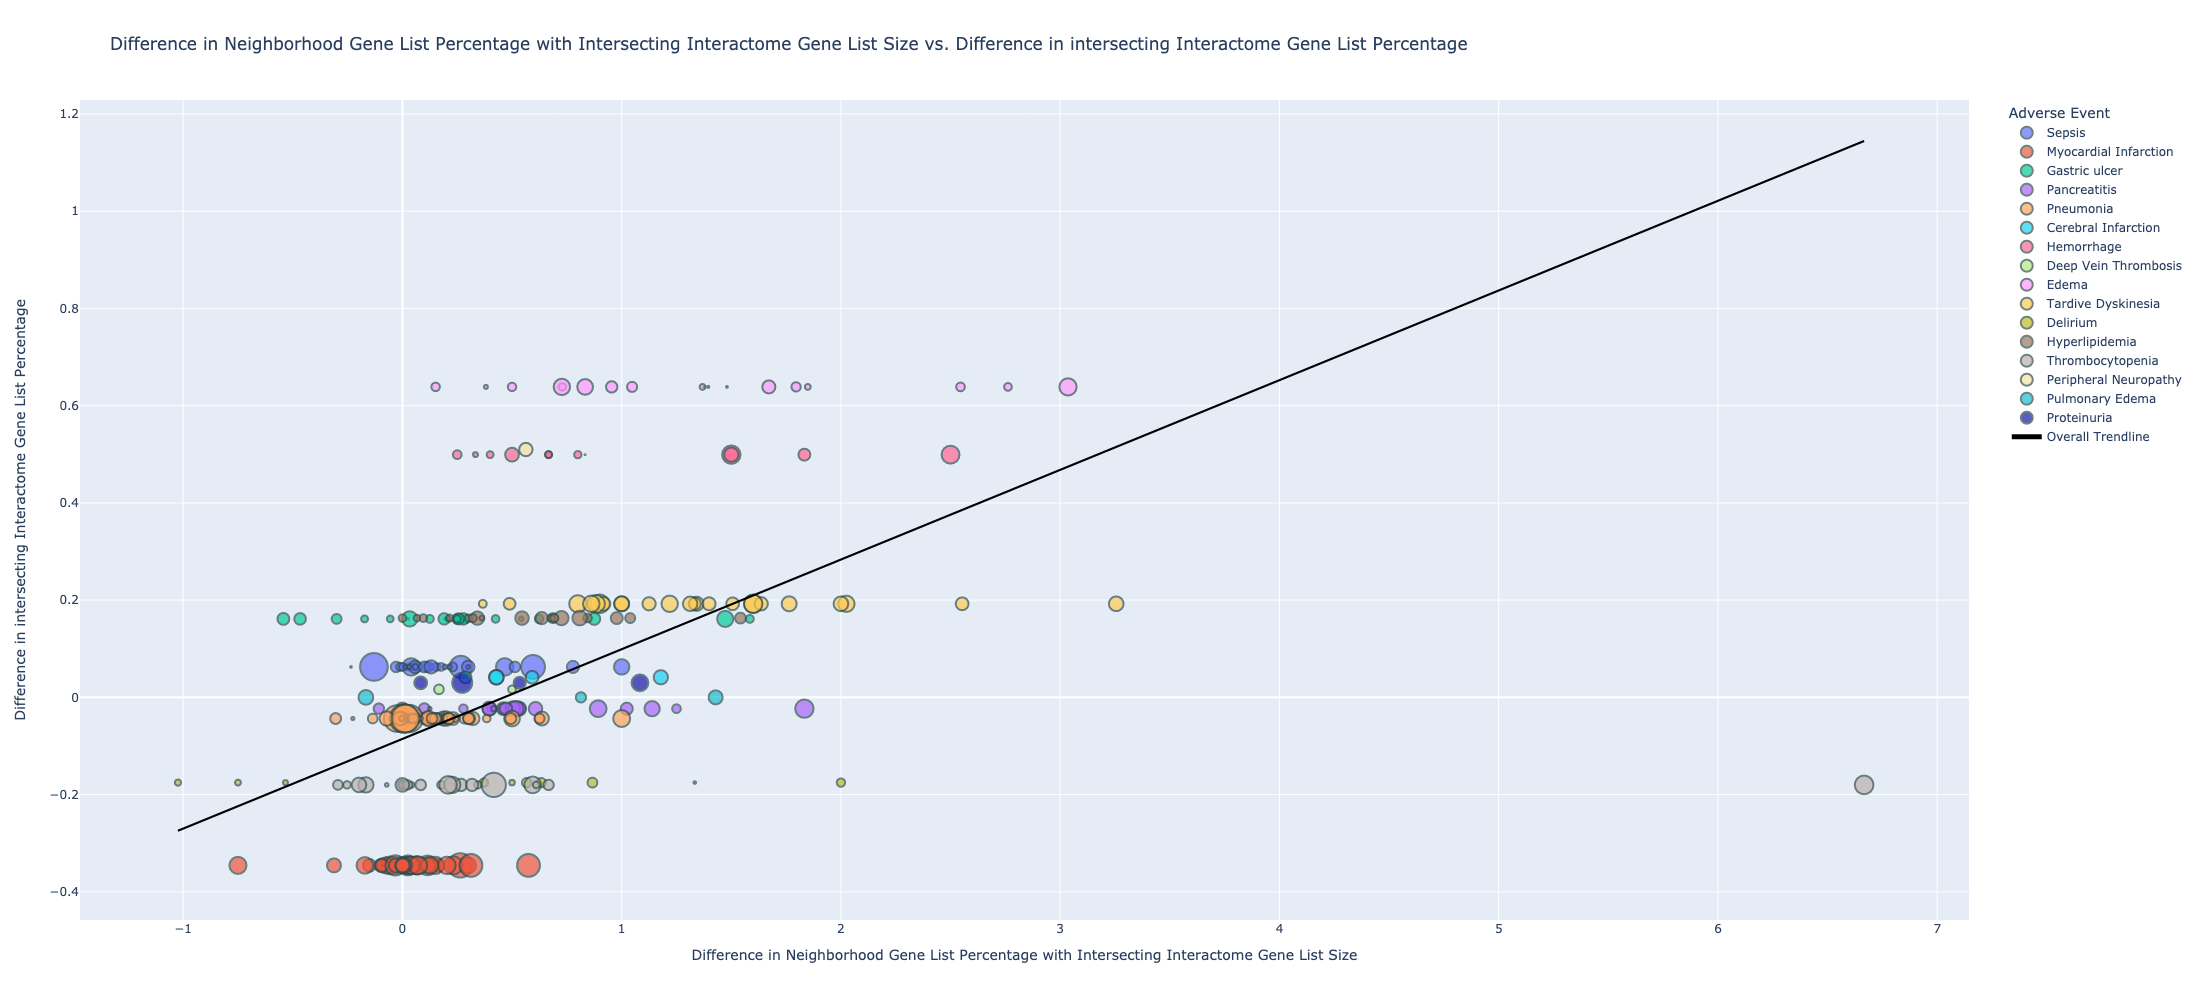 Difference in Neighborhood Gene List Percentage with Intersecting Interactome Gene List Size vs. Difference in intersecting Interactome Gene List Percentage
Difference in intersecting Interactome Gene List Percentage
1.2
1
0.8
0.6
0.4
0.2
0
−0.2
−0.4
−1
0
1
2
3
4
5
6
7
Difference in Neighborhood Gene List Percentage with Intersecting Interactome Gene List Size
Adverse Event
Sepsis
Myocardial Infarction
Gastric ulcer
Pancreatitis
Pneumonia
Cerebral Infarction
Hemorrhage
Deep Vein Thrombosis
Edema
Tardive Dyskinesia
Delirium
Hyperlipidemia
Thrombocytopenia
Peripheral Neuropathy
Pulmonary Edema
Proteinuria
Overall Trendline